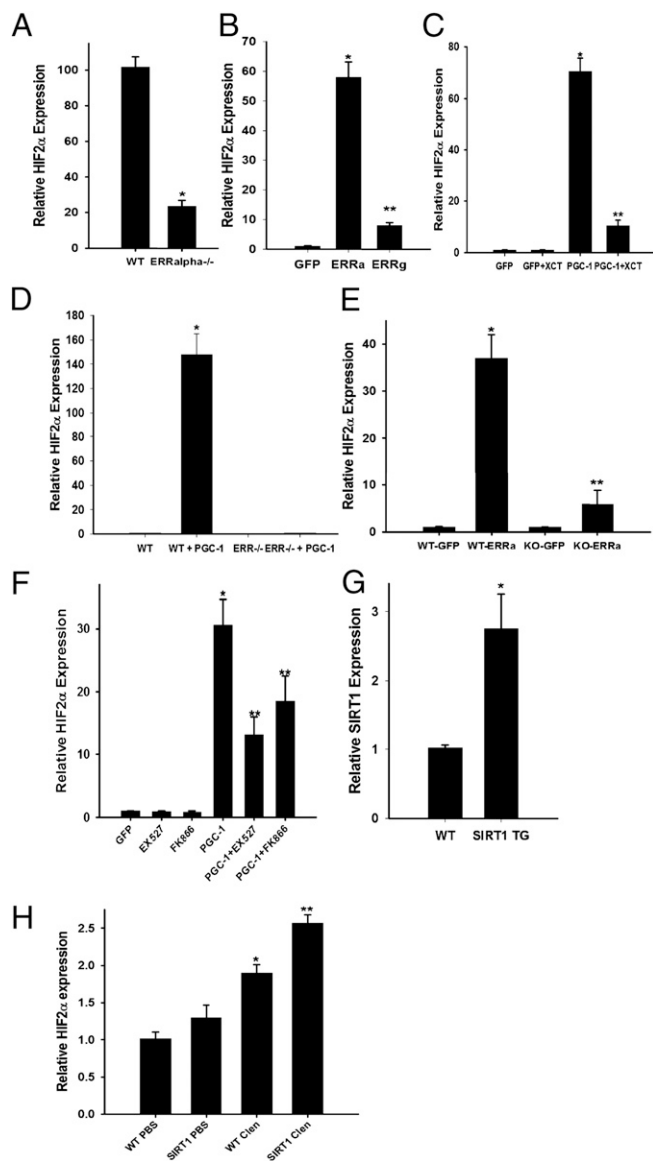 A
Relative HIF2α Expression
100
80
60
40
20
0
*
WT ERRalpha-/-
B
Relative HIF2α Expression
60
50
40
30
20
10
0
*
**
GFP ERRa ERRg
C
Relative HIF2α Expression
80
60
40
20
0
*
**
GFP GFP+XCT PGC-1 PGC-1+XCT
D
Relative HIF2α Expression
180
160
140
120
100
80
60
40
20
0
*
WT WT + PGC-1 ERR-/- ERR-/- + PGC-1
E
Relative HIF2α Expression
40
30
20
10
0
*
**
WT-GFP WT-ERRa KO-GFP KO-ERRa
F
Relative HIF2α Expression
30
20
10
0
*
**
**
GFP
EX527
FK866
PGC-1
PGC-1+EX527
PGC-1+FK866
G
Relative SIRT1 Expression
3
2
1
0
*
WT SIRT1 TG
H
Relative HIF2α expression
2.5
2.0
1.5
1.0
0.5
0.0
*
**
WT PBS
SIRT1 PBS
WT Clen
SIRT1 Clen